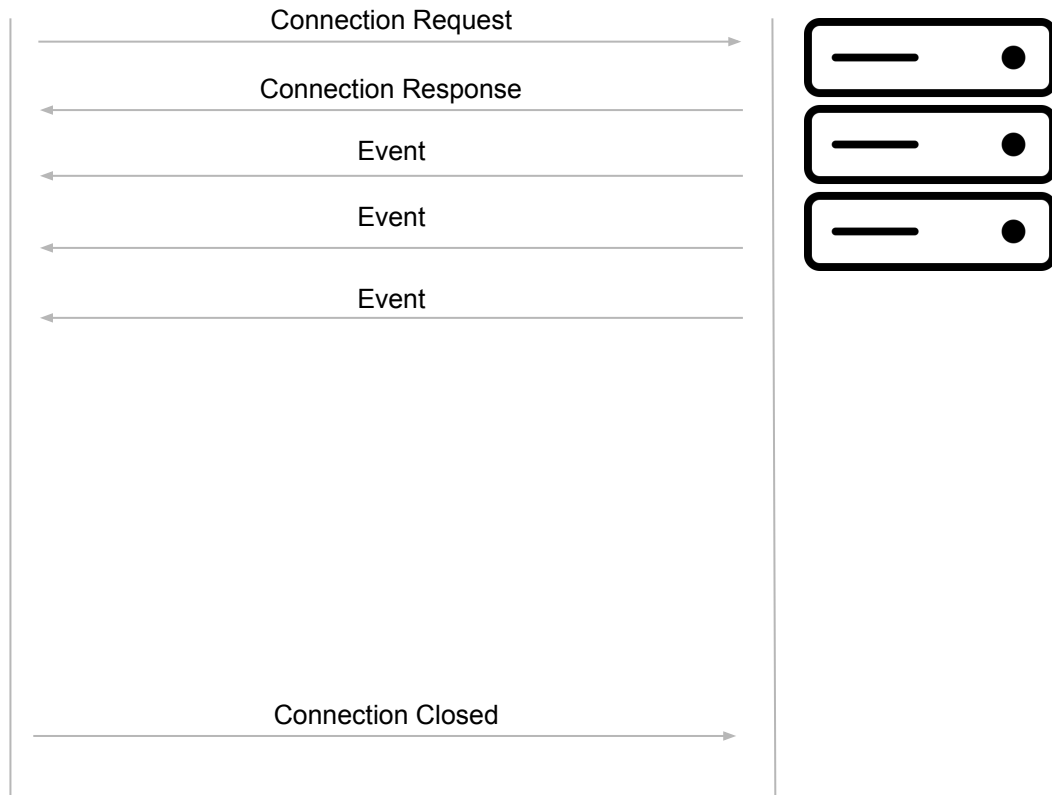 Connection Request
Connection Response
Event
Event
Event
Connection Closed